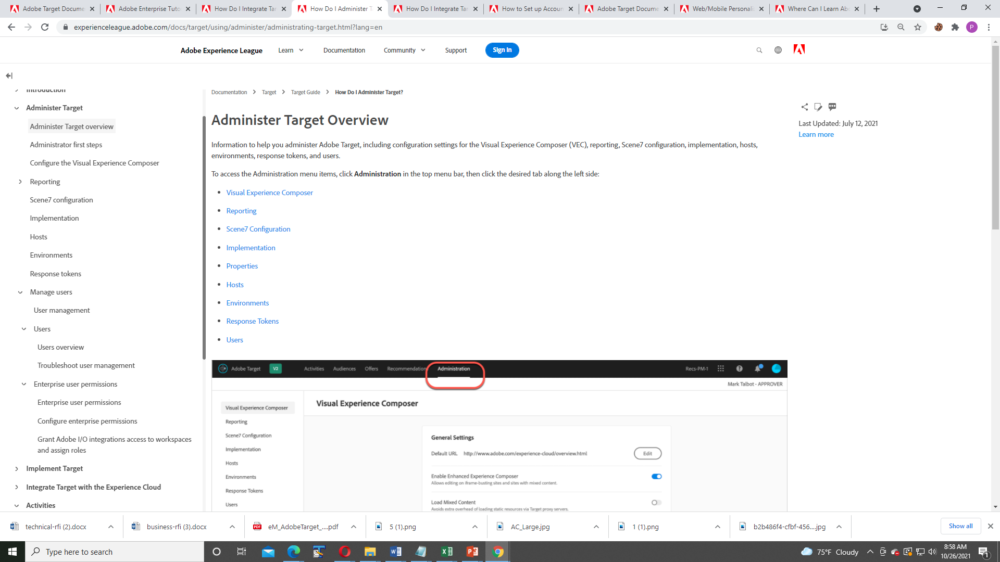 Adobe Target Docume
Adobe Enterprise Tuto
How Do I Integrate Tar
How Do I Administer T
How Do I Integrate Tar
How to Set up Accoun
Adobe Target Docume
Web/Mobile Personali
Where Can I Learn Abo
experienceleague.adobe.com/docs/target/using/administer/administrating-target.html?lang=en
P
Adobe Experience League
Learn
Documentation
Community
Support
Sign In
Introduction
Administer Target
Administer Target overview
Administrator first steps
Configure the Visual Experience Composer
Reporting
Scene7 configuration
Implementation
Hosts
Environments
Response tokens
Manage users
User management
Users
Users overview
Troubleshoot user management
Enterprise user permissions
Enterprise user permissions
Configure enterprise permissions
Grant Adobe I/O integrations access to workspaces
and assign roles
Implement Target
Integrate Target with the Experience Cloud
Activities
Documentation > Target > Target Guide > How Do I Administer Target?
Administer Target Overview
Information to help you administer Adobe Target, including configuration settings for the Visual Experience Composer (VEC), reporting, Scene7 configuration, implementation, hosts,
environments, response tokens, and users.
To access the Administration menu items, click Administration in the top menu bar, then click the desired tab along the left side:
• Visual Experience Composer
• Reporting
• Scene7 Configuration
• Implementation
• Properties
• Hosts
• Environments
• Response Tokens
• Users
Last Updated: July 12, 2021
Learn more
Adobe Target
V2
Activities
Audiences
Offers
Recommendation
Administration
Recs-PM-1
Mark Talbot - APPROVER
Visual Experience Composer
Reporting
Scene7 Configuration
Implementation
Hosts
Environments
Response Tokens
Users
Visual Experience Composer
General Settings
Default URL http://www.adobe.com/experience-cloud/overview.html
Edit
Enable Enhanced Experience Composer
Allows editing on iframe-busting sites and sites with mixed content.
Load Mixed Content
Avoids extra overhead of loading static resources via Target proxy servers.
technical-rfi (2).docx
business-rfi (3).docx
PDF
eM_AdobeTarget_....pdf
5 (1).png
AC_Large.jpg
1 (1).png
b2b486f4-cfbf-456....jpg
Show all
Type here to search
75°F Cloudy
8:58 AM
10/26/2021
1